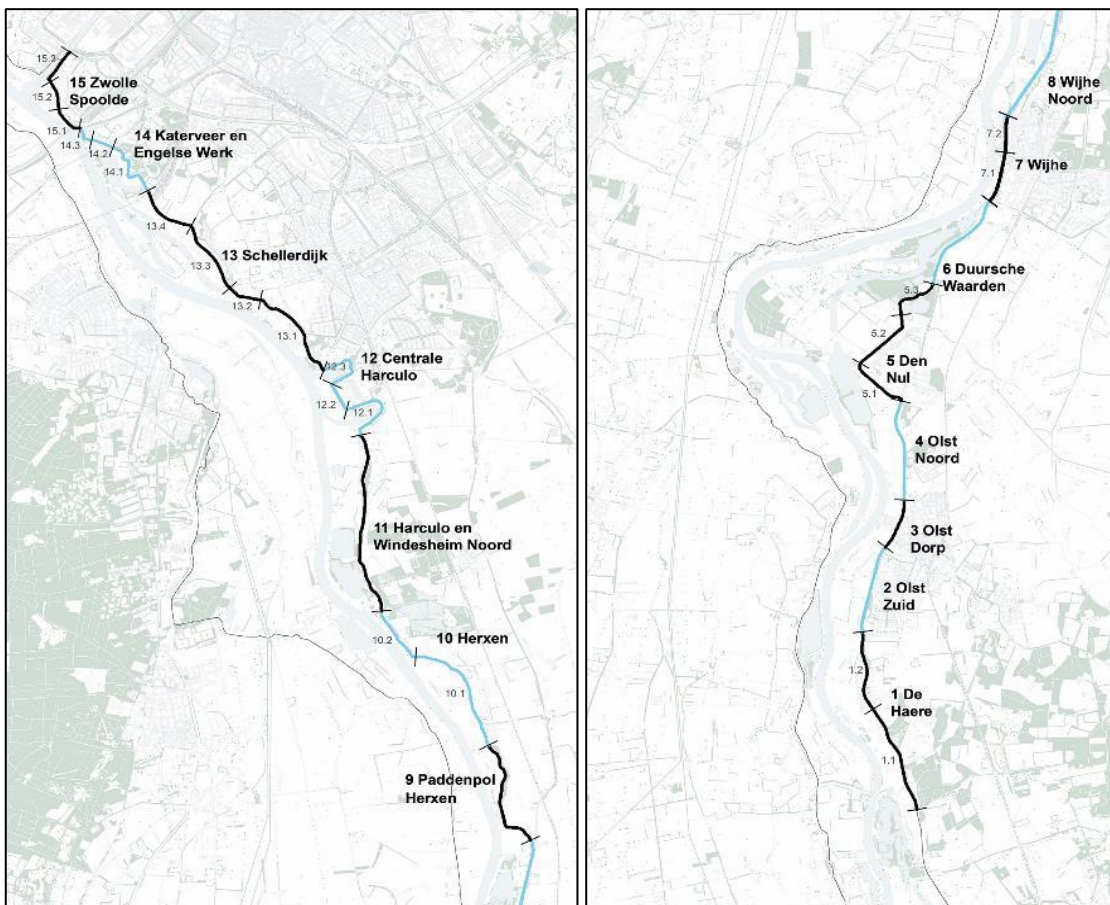 15.3
15 Zwolle
Spoolde
15.2
15.1
14.3
14 Katerveer en
Engelse Werk
14.2
14.1
13.4
13 Schellerdijk
13.3
13.2
13.1
12 Centrale
Harculo
12.3
12.2
12.1
11 Harculo en
Windesheim Noord
10.2
10 Herxen
10.1
9 Paddenpol
Herxen
8 Wijhe
Noord
7.2
7 Wijhe
7.1
6 Duursche
Waarden
5.3
5.2
5 Den
Nul
5.1
4 Olst
Noord
3 Olst
Dorp
2 Olst
Zuid
1.2
1 De
Haere
1.1